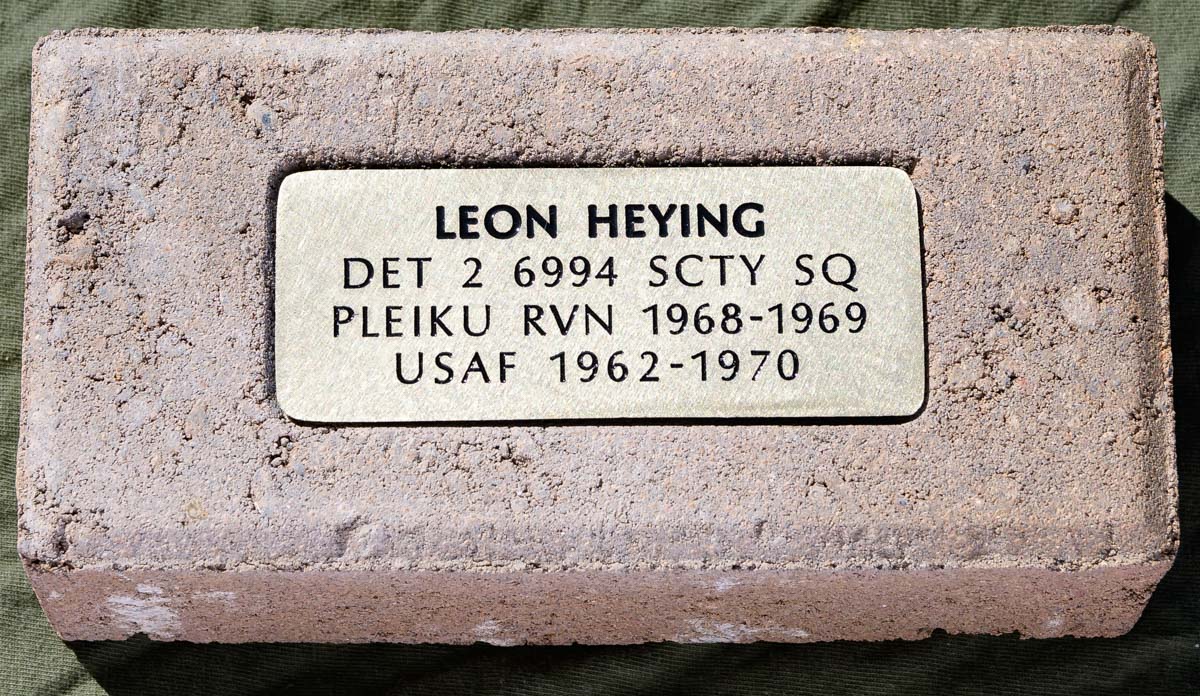 LEON HEYING
DET 2 6994 SCTY SQ
PLEIKU RVN 1968-1969
USAF 1962-1970